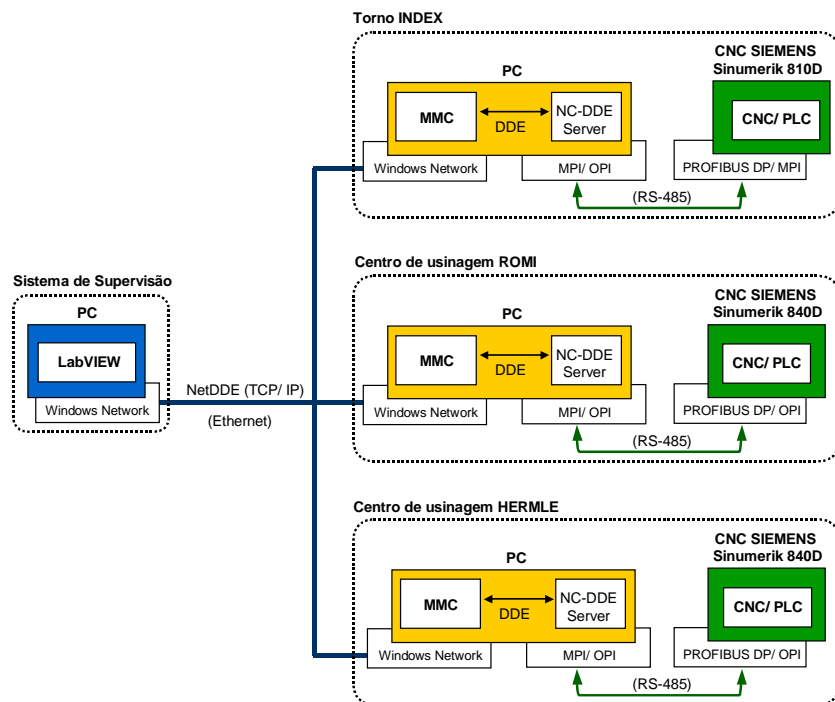 Torno INDEX
CNC SIEMENS
Sinumerik 810D
PC
MMC
DDE
NC-DDE
Server
CNC/ PLC
Windows Network
MPI/ OPI
PROFIBUS DP/ MPI
(RS-485)
Centro de usinagem ROMI
CNC SIEMENS
Sinumerik 840D
PC
MMC
DDE
NC-DDE
Server
CNC/ PLC
Windows Network
MPI/ OPI
PROFIBUS DP/ OPI
(RS-485)
Sistema de Supervisão
PC
LabVIEW
Windows Network
NetDDE (TCP/ IP)
(Ethernet)
Centro de usinagem HERMLE
CNC SIEMENS
Sinumerik 840D
PC
MMC
DDE
NC-DDE
Server
CNC/ PLC
Windows Network
MPI/ OPI
PROFIBUS DP/ OPI
(RS-485)